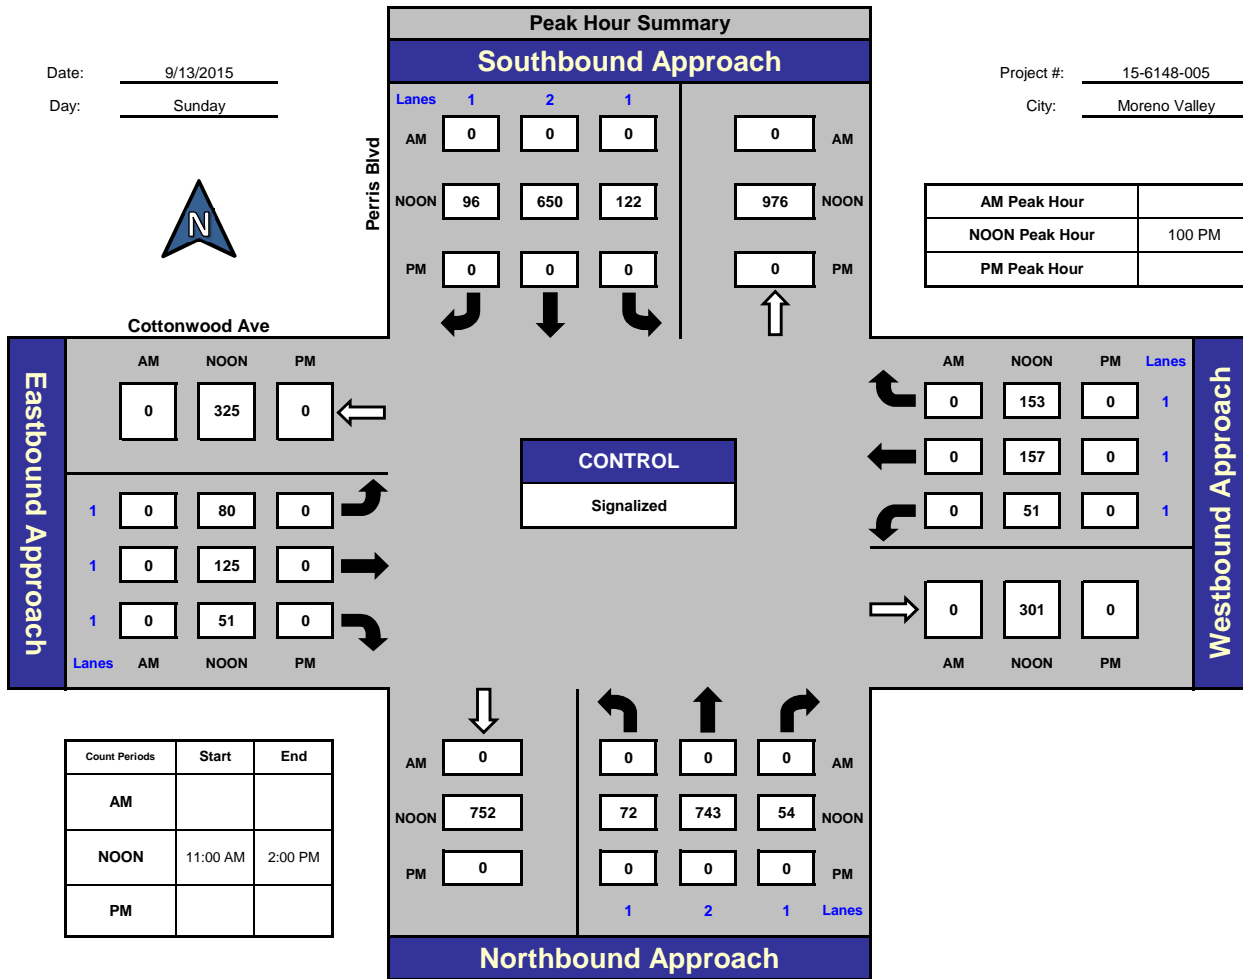 Peak Hour Summary
Southbound Approach
Date: 9/13/2015
Day: Sunday
Project #: 15-6148-005
City: Moreno Valley
Perris Blvd
Lanes 1 2 1
AM 0 0 0 0 AM
NOON 96 650 122 976 NOON
PM 0 0 0 0 PM
N
AM Peak Hour
NOON Peak Hour 100 PM
PM Peak Hour
Cottonwood Ave
Eastbound Approach
AM NOON PM
0 325 0
1 0 80 0
1 0 125 0
1 0 51 0
Lanes AM NOON PM
CONTROL
Signalized
AM NOON PM Lanes
0 153 0 1
0 157 0 1
0 51 0 1
0 301 0
AM NOON PM
Westbound Approach
Count Periods Start End
AM
NOON 11:00 AM 2:00 PM
PM
AM 0 0 0 0 AM
NOON 752 72 743 54 NOON
PM 0 0 0 0 PM
1 2 1 Lanes
Northbound Approach